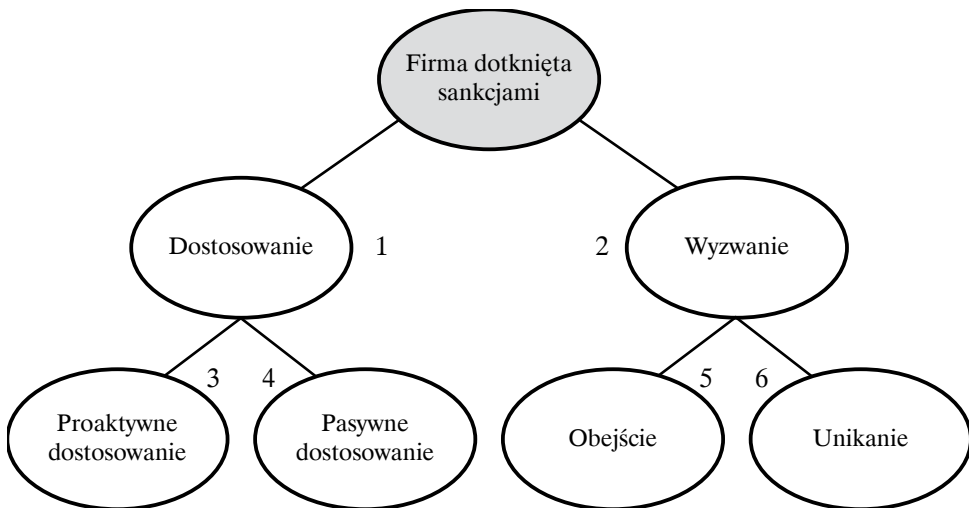 Firma dotknięta
sankcjami
Dostosowanie
1
2
Wyzwanie
3
4
5
6
Proaktywne
dostosowanie
Pasywne
dostosowanie
Obejście
Unikanie